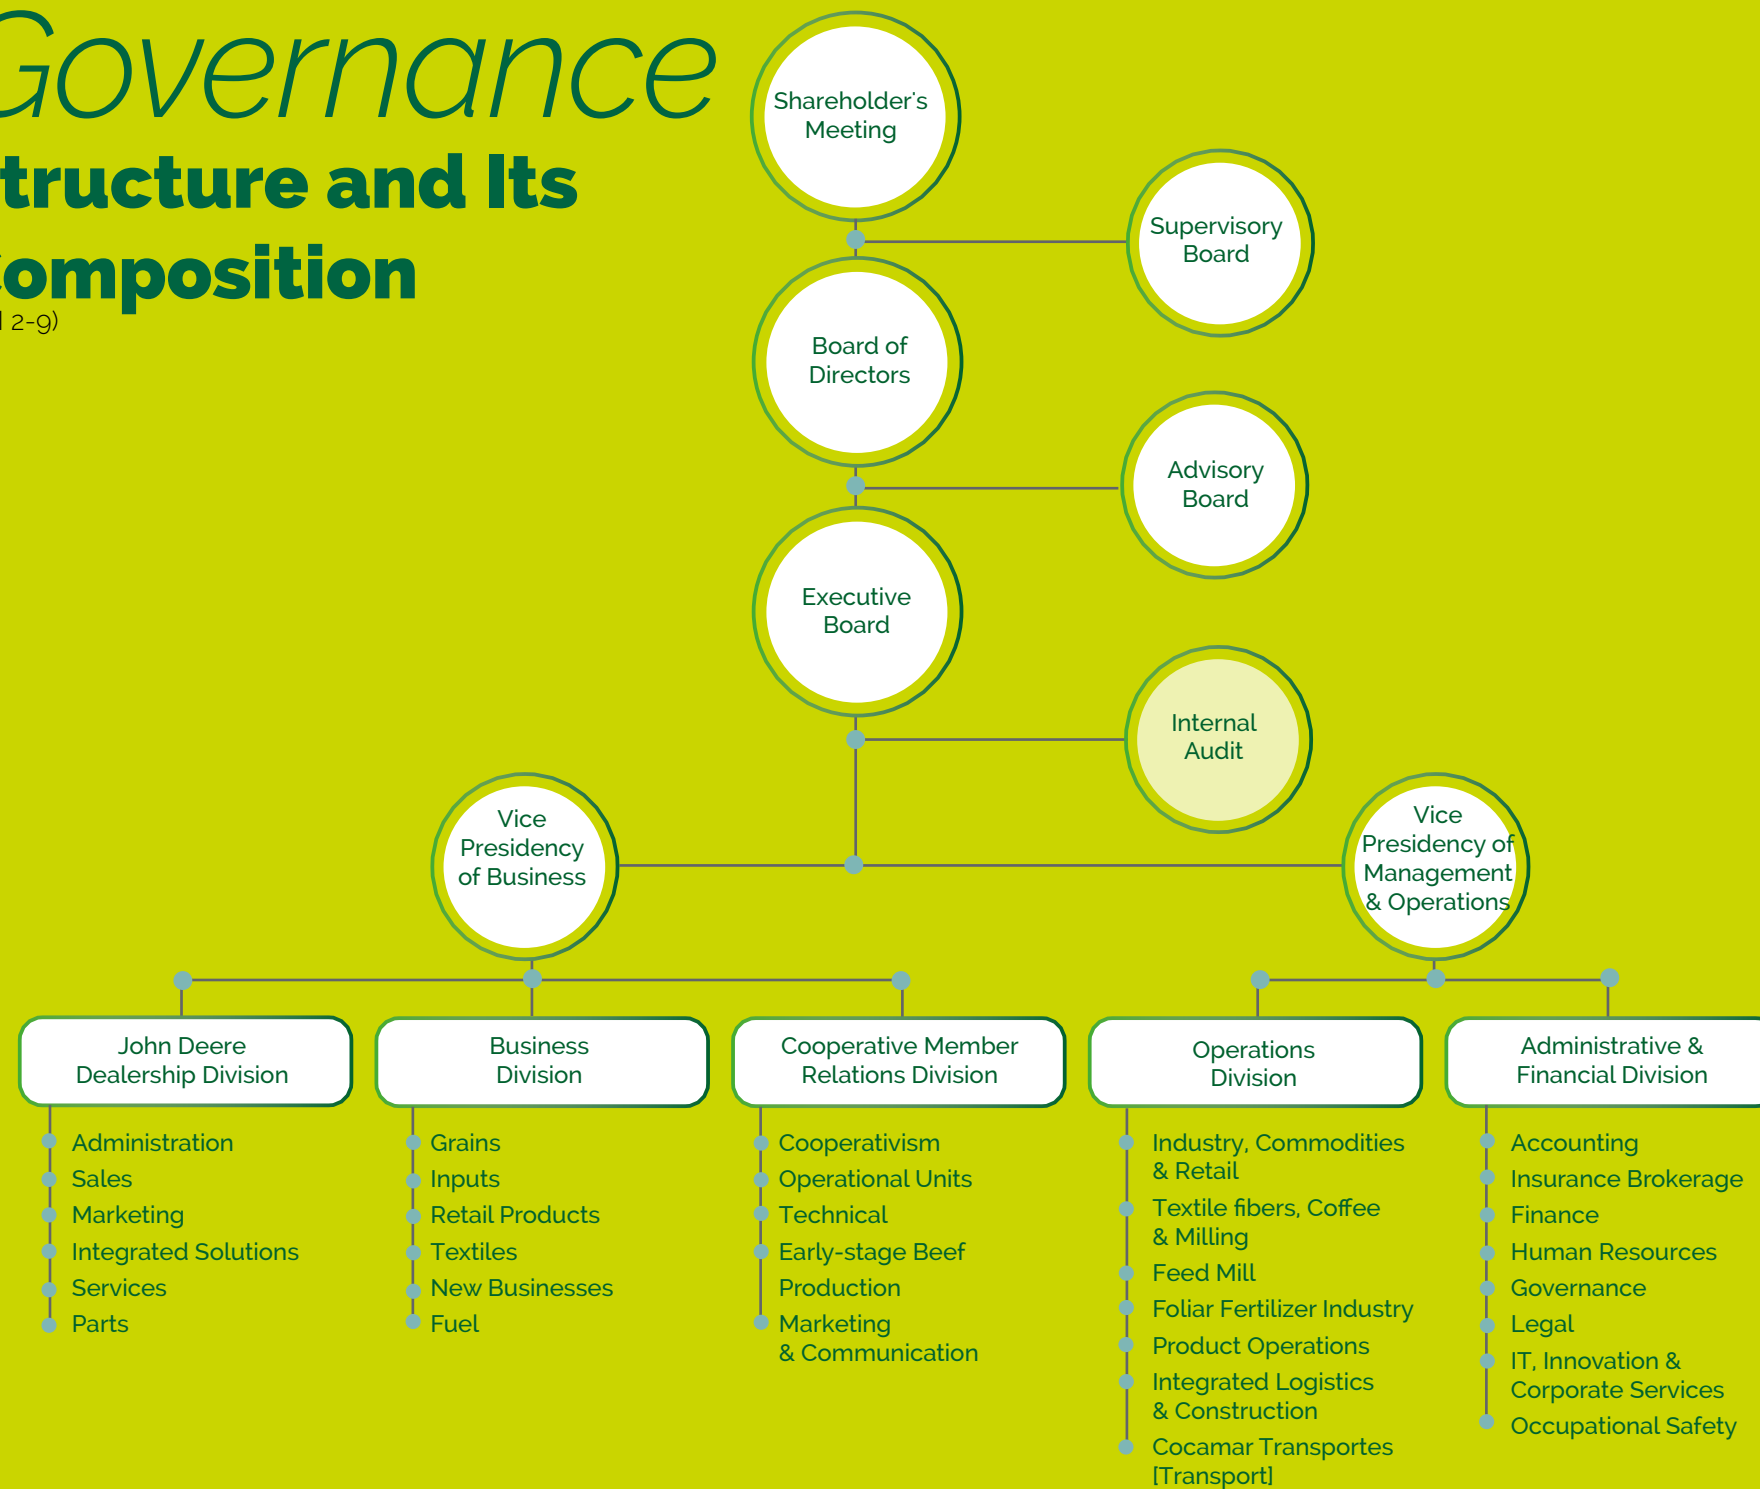 Governance
tructure and Its
omposition
2-9)
Shareholder's
Meeting
Supervisory
Board
Board of
Directors
Advisory
Board
Executive
Board
Internal
Audit
Vice
Presidency
of Business
Vice
Presidency of
Management
& Operations
John Deere
Dealership Division
Administration
Sales
Marketing
Integrated Solutions
Services
Parts
Business
Division
Grains
Inputs
Retail Products
Textiles
New Businesses
Fuel
Cooperative Member
Relations Division
Cooperativism
Operational Units
Technical
Early-stage Beef
Production
Marketing
& Communication
Operations
Division
Industry, Commodities
& Retail
Textile fibers, Coffee
& Milling
Feed Mill
Foliar Fertilizer Industry
Product Operations
Integrated Logistics
& Construction
Cocamar Transportes
[Transport]
Administrative &
Financial Division
Accounting
Insurance Brokerage
Finance
Human Resources
Governance
Legal
IT, Innovation &
Corporate Services
Occupational Safety